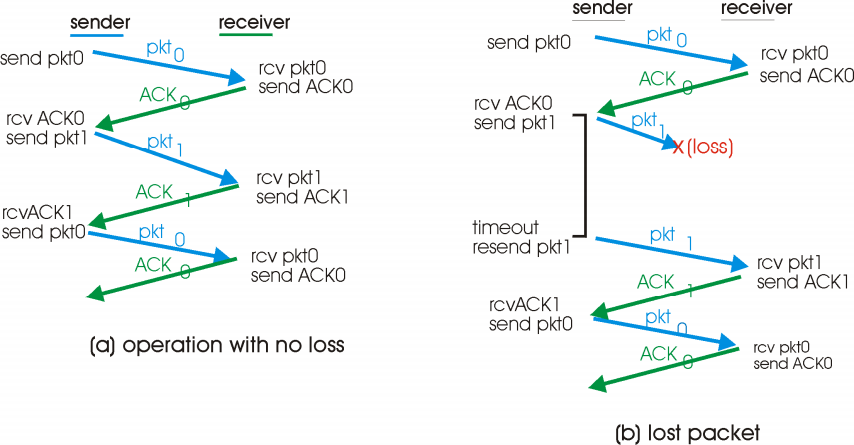 sender receiver
send pkt0
pkt 0
rcv pkt0
send ACK0
ACK 0
rcv ACK0
send pkt1
pkt 1
rcv pkt1
send ACK1
ACK 1
rcvACK1
send pkt0
pkt 0
rcv pkt0
send ACK0
ACK 0
(a) operation with no loss
sender receiver
send pkt0
pkt 0
rcv pkt0
send ACK0
ACK 0
rcv ACK0
send pkt1
pkt 1
X (loss)
timeout
resend pkt1
pkt 1
rcv pkt1
send ACK1
ACK 1
rcvACK1
send pkt0
pkt 0
rcv pkt0
send ACK0
ACK 0
(b) lost packet